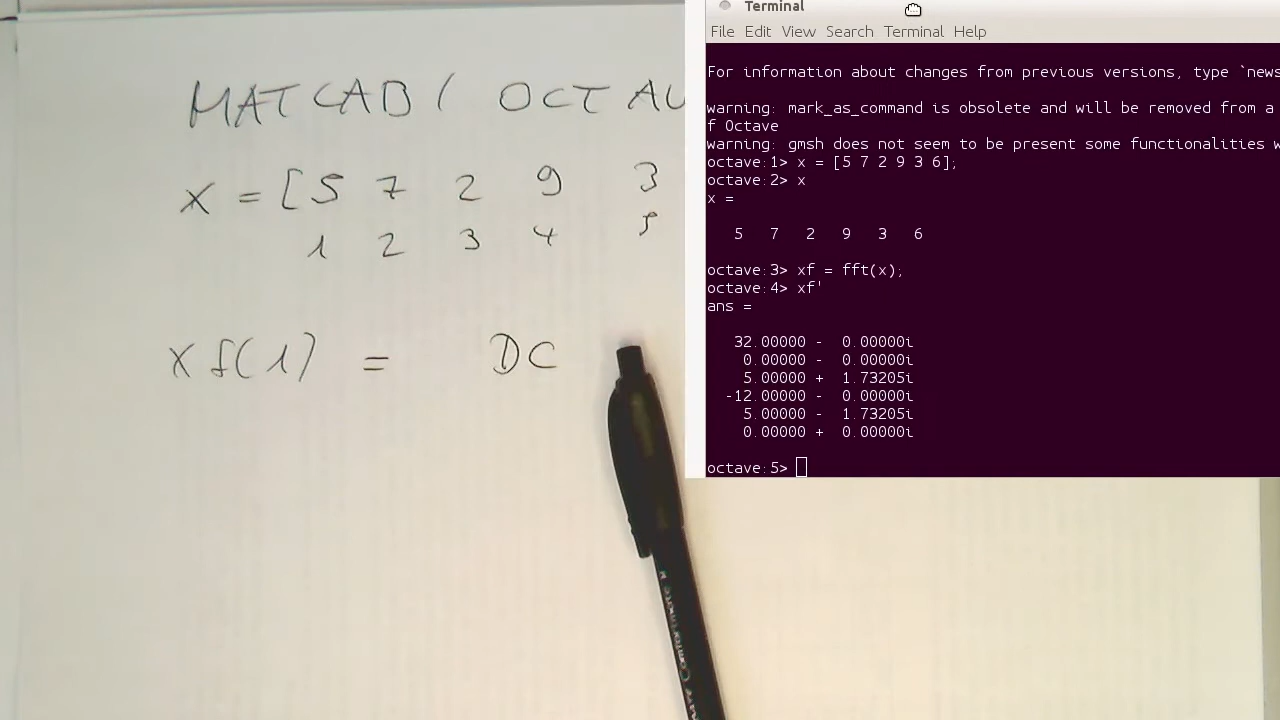 MATLAB / OCTAV
x = [5 7 2 9 3
1 2 3 4 5
xf(1) = DC
Terminal
File Edit View Search Terminal Help
For information about changes from previous versions, type `news
warning: mark_as_command is obsolete and will be removed from a
f Octave
warning: gmsh does not seem to be present some functionalities w
octave:1> x = [5 7 2 9 3 6];
octave:2> x
x =
5 7 2 9 3 6
octave:3> xf = fft(x);
octave:4> xf'
ans =
32.00000 - 0.00000i
0.00000 - 0.00000i
5.00000 + 1.73205i
-12.00000 - 0.00000i
5.00000 - 1.73205i
0.00000 + 0.00000i
octave:5>